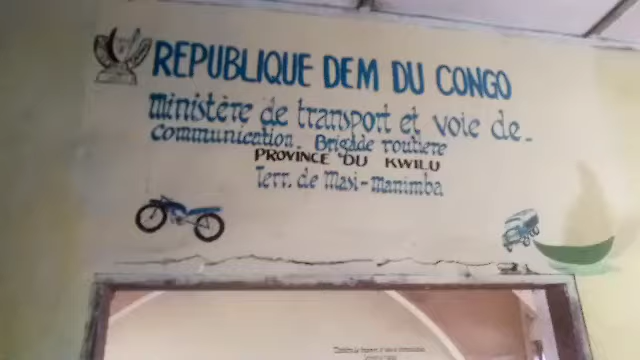 REPUBLIQUE DEM DU CONGO
Ministère de transport et voie de-
communication. Brigade routiere
PROVINCE DU KWILU
Terr. de Masi-Manimba